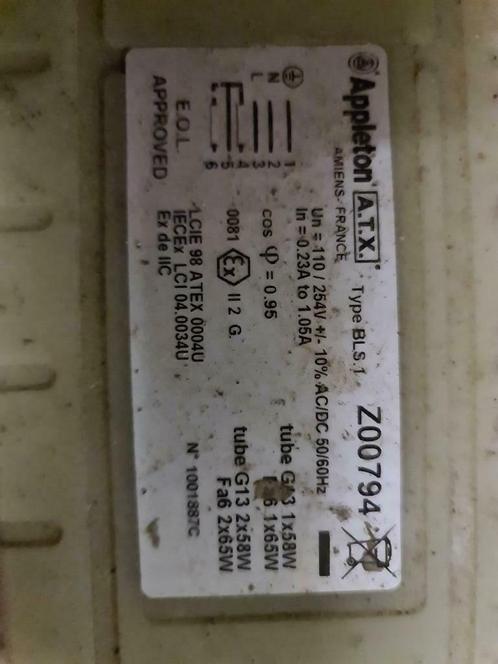 Appleton A.T.X.®
AMIENS - FRANCE
Type BLS.1
Z00794
Un = 110 / 254V +/- 10% AC/DC 50/60Hz
In = 0.23A to 1.05A
tube G13 1x58W
Fa6 1x65W
cos φ = 0.95
tube G13 2x58W
Fa6 2x65W
0081 Ex II 2 G
LCIE 98 ATEX 0004U
IECEx LCI 04.0034U
Ex de IIC
N° 1001887C
N
L
1
2
3
4
5
6
E.O.L.
APPROVED